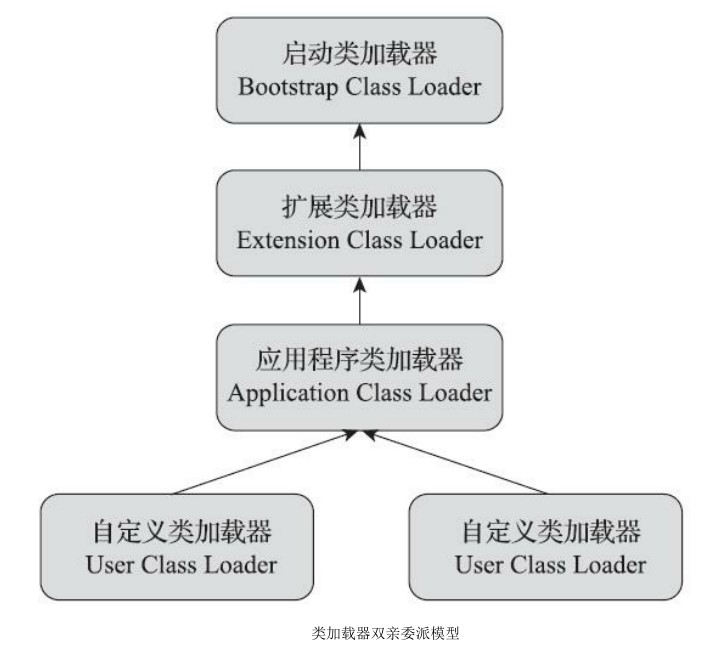 启动类加载器
Bootstrap Class Loader
扩展类加载器
Extension Class Loader
应用程序类加载器
Application Class Loader
自定义类加载器
User Class Loader
自定义类加载器
User Class Loader
类加载器双亲委派模型